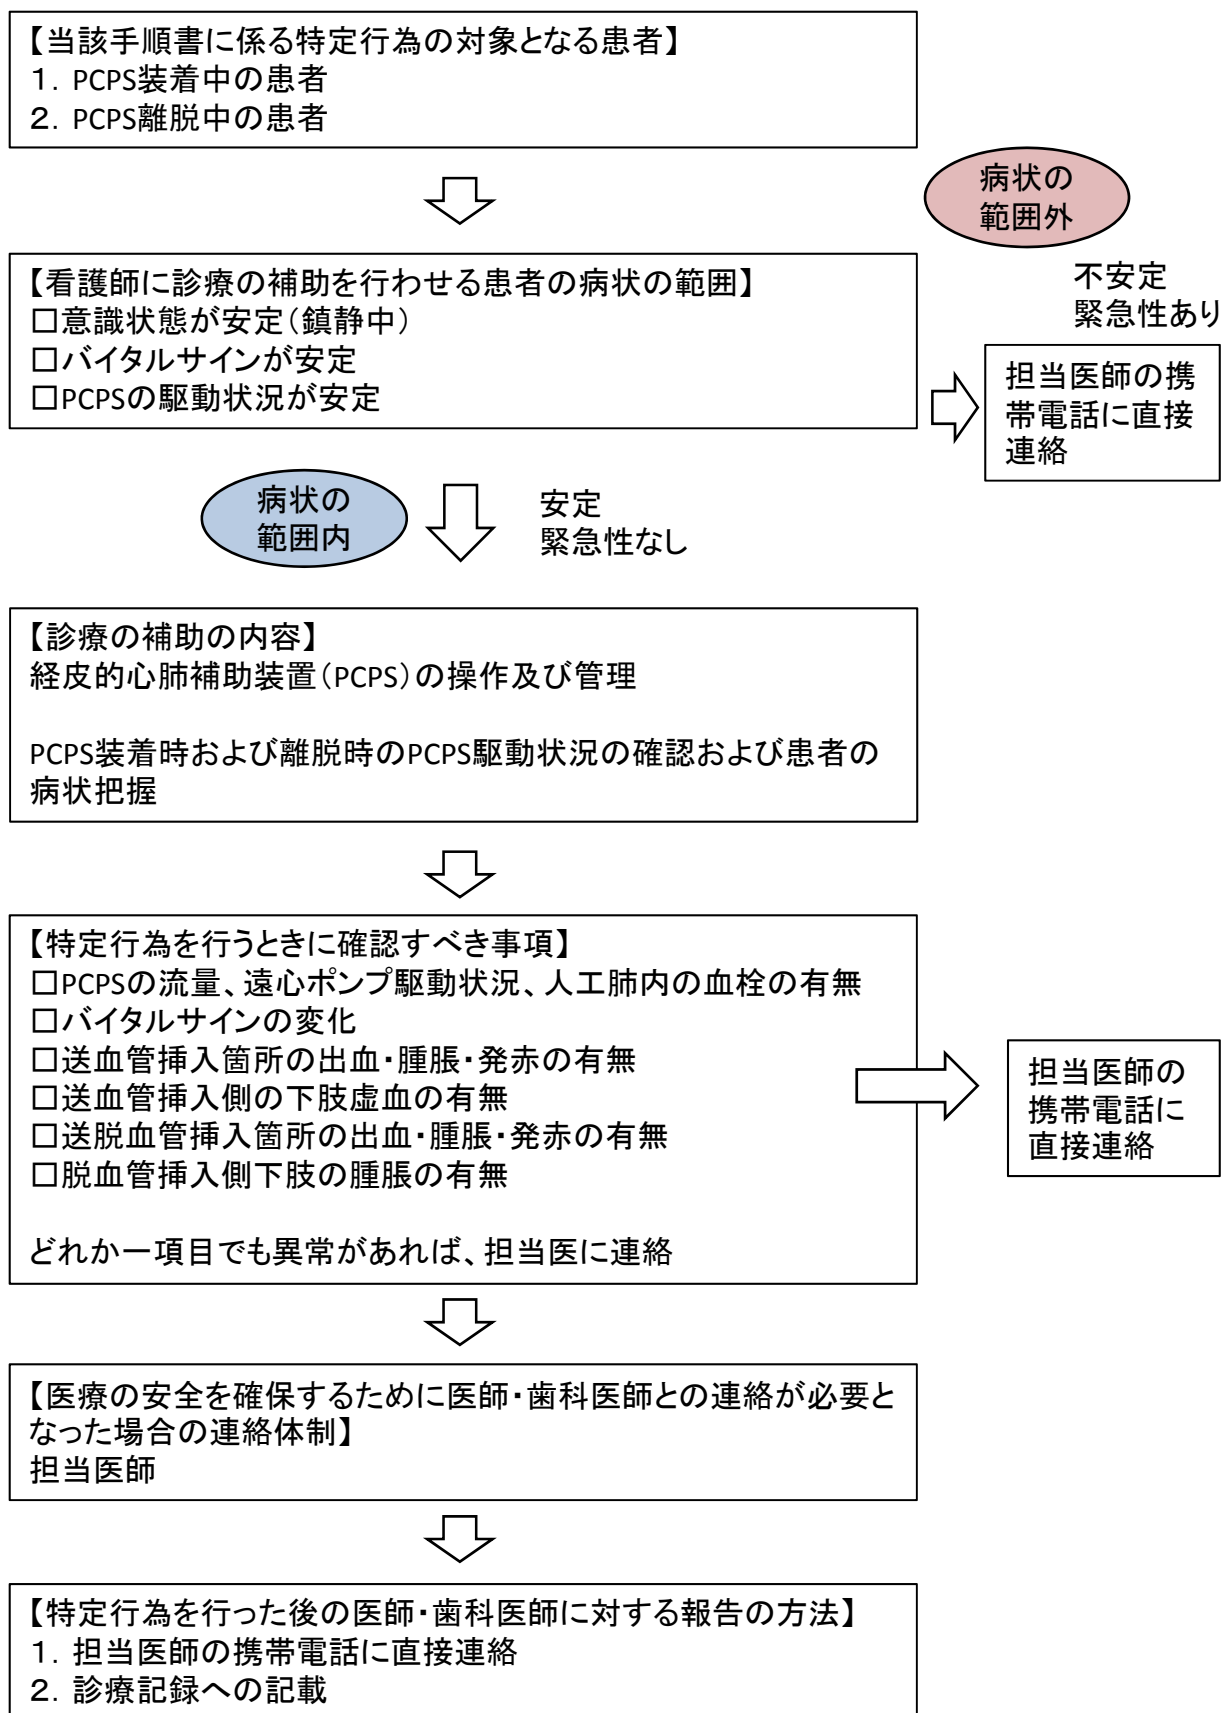 【当該手順書に係る特定行為の対象となる患者】
１．PCPS装着中の患者
２．PCPS離脱中の患者
病状の
範囲外
【看護師に診療の補助を行わせる患者の病状の範囲】
□意識状態が安定（鎮静中）
□バイタルサインが安定
□PCPSの駆動状況が安定
不安定
緊急性あり
担当医師の携
帯電話に直接
連絡
病状の
範囲内
安定
緊急性なし
【診療の補助の内容】
経皮的心肺補助装置（PCPS）の操作及び管理
PCPS装着時および離脱時のPCPS駆動状況の確認および患者の
病状把握
【特定行為を行うときに確認すべき事項】
□PCPSの流量、遠心ポンプ駆動状況、人工肺内の血栓の有無
□バイタルサインの変化
□送血管挿入箇所の出血・腫脹・発赤の有無
□送血管挿入側の下肢虚血の有無
□送脱血管挿入箇所の出血・腫脹・発赤の有無
□脱血管挿入側下肢の腫脹の有無
どれか一項目でも異常があれば、担当医に連絡
担当医師の
携帯電話に
直接連絡
【医療の安全を確保するために医師・歯科医師との連絡が必要と
なった場合の連絡体制】
担当医師
【特定行為を行った後の医師・歯科医師に対する報告の方法】
１．担当医師の携帯電話に直接連絡
２．診療記録への記載